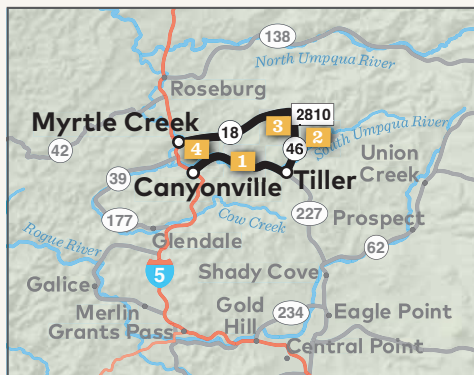 138
North Umpqua River
Roseburg
2810
Myrtle Creek
18
3
2
South Umpqua River
42
4
46
1
Union
Creek
39
Canyonville
Tiller
177
Cow Creek
227
Prospect
Rogue River
Glendale
62
5
Shady Cove
Galice
Merlin
Gold
Hill
234
Eagle Point
Grants Pass
Central Point